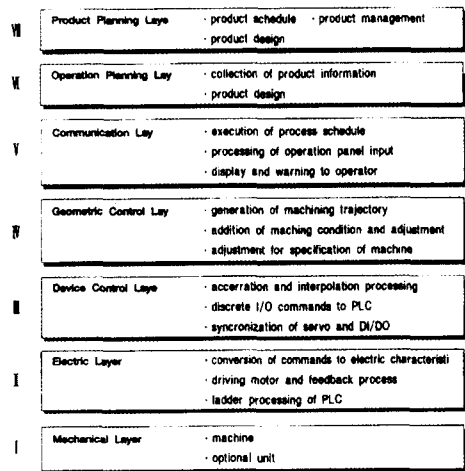 Ⅶ Product Planning Laye · product schedule · product management
· product design
Ⅵ Operation Planning Lay · collection of product information
· product design
Ⅴ Communication Lay · execution of process schedule
· processing of operation panel input
· display and warning to operator
Ⅳ Geometric Control Lay · generation of machining trajectory
· addition of maching condition and adjustment
· adjustment for specification of machine
Ⅲ Device Control Laye · accerration and interpolation processing
· discrete I/O commands to PLC
· syncronization of servo and DI/DO
Ⅱ Electric Layer · conversion of commands to electric characteristi
· driving motor and feedback process
· ladder processing of PLC
Ⅰ Mechanical Layer · machine
· optional unit